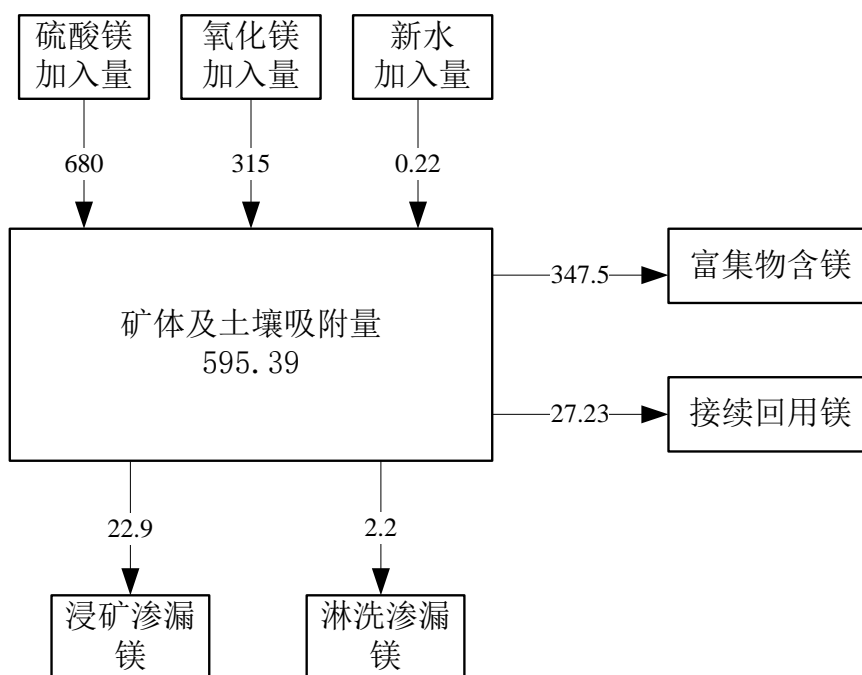 硫酸镁
加入量
氧化镁
加入量
新水
加入量
680
315
0.22
矿体及土壤吸附量
595.39
347.5
富集物含镁
27.23
接续回用镁
22.9
2.2
浸矿渗漏
镁
淋洗渗漏
镁